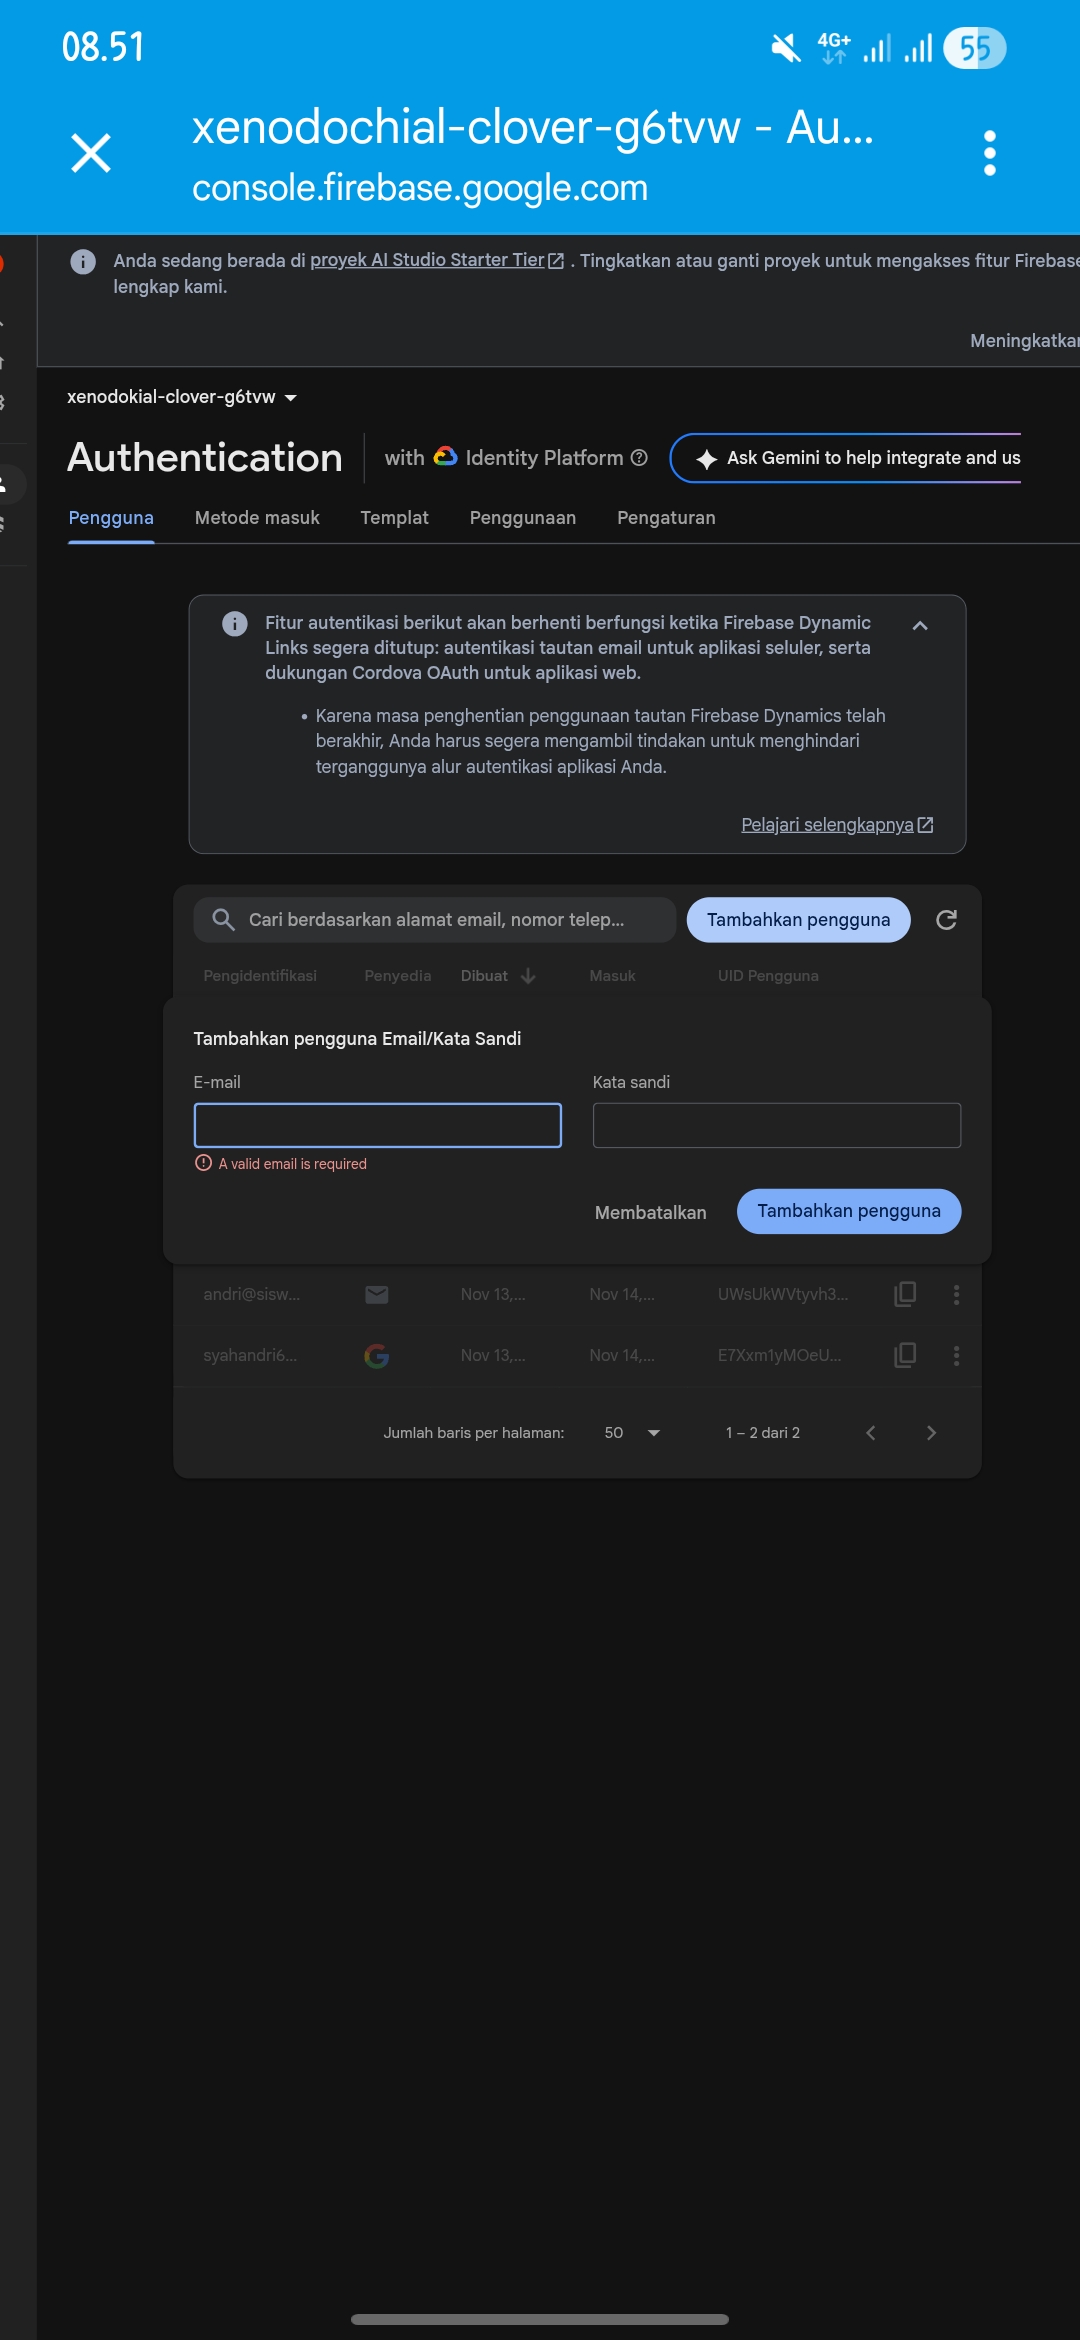 08.51
4G+
55
xenodochial-clover-g6tvw - Au...
console.firebase.google.com
Anda sedang berada di proyek AI Studio Starter Tier . Tingkatkan atau ganti proyek untuk mengakses fitur Firebase
lengkap kami.
Meningkatkan
xenodokial-clover-g6tvw
Authentication
with Identity Platform
Ask Gemini to help integrate and us
Pengguna
Metode masuk
Templat
Penggunaan
Pengaturan
Fitur autentikasi berikut akan berhenti berfungsi ketika Firebase Dynamic
Links segera ditutup: autentikasi tautan email untuk aplikasi seluler, serta
dukungan Cordova OAuth untuk aplikasi web.
• Karena masa penghentian penggunaan tautan Firebase Dynamics telah
berakhir, Anda harus segera mengambil tindakan untuk menghindari
terganggunya alur autentikasi aplikasi Anda.
Pelajari selengkapnya
Cari berdasarkan alamat email, nomor telep...
Tambahkan pengguna
Pengidentifikasi
Penyedia
Dibuat
Masuk
UID Pengguna
Tambahkan pengguna Email/Kata Sandi
E-mail
Kata sandi
A valid email is required
Membatalkan
Tambahkan pengguna
andri@sisw...
Nov 13,...
Nov 14,...
UWsUkWVtyvh3...
syahandri6...
Nov 13,...
Nov 14,...
E7Xxm1yMOeU...
Jumlah baris per halaman:
50
1 – 2 dari 2